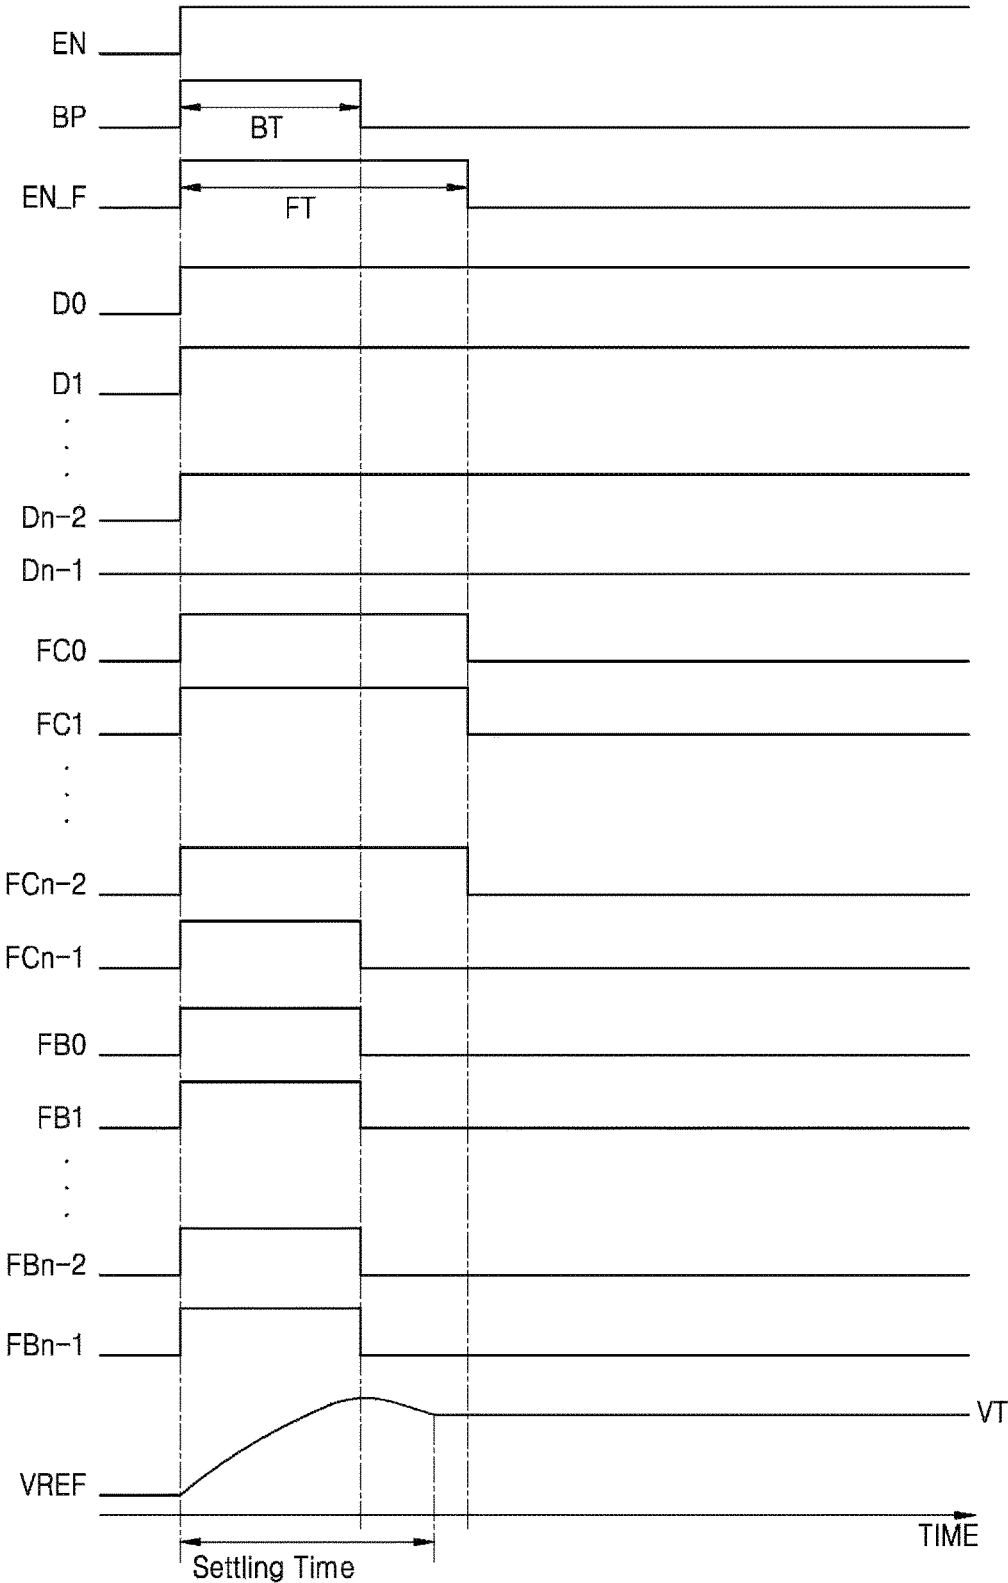 EN
BP
BT
EN_F
FT
D0
D1
Dn-2
Dn-1
FC0
FC1
FCn-2
FCn-1
FB0
FB1
FBn-2
FBn-1
VT
VREF
TIME
Settling Time